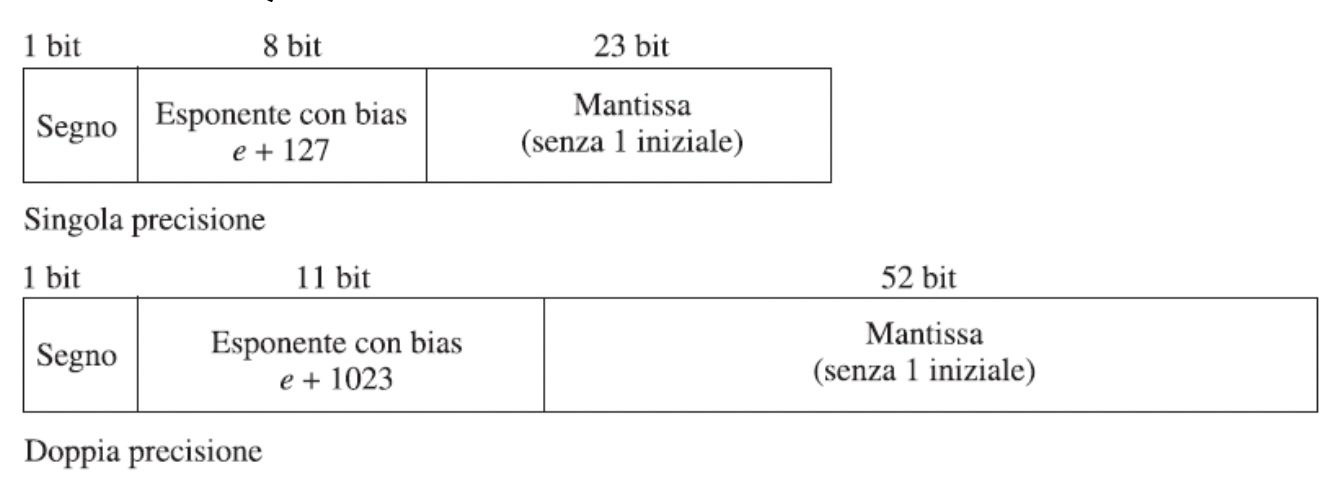 1 bit 8 bit 23 bit
Segno Esponente con bias Mantissa
e + 127 (senza 1 iniziale)
Singola precisione
1 bit 11 bit 52 bit
Segno Esponente con bias Mantissa
e + 1023 (senza 1 iniziale)
Doppia precisione